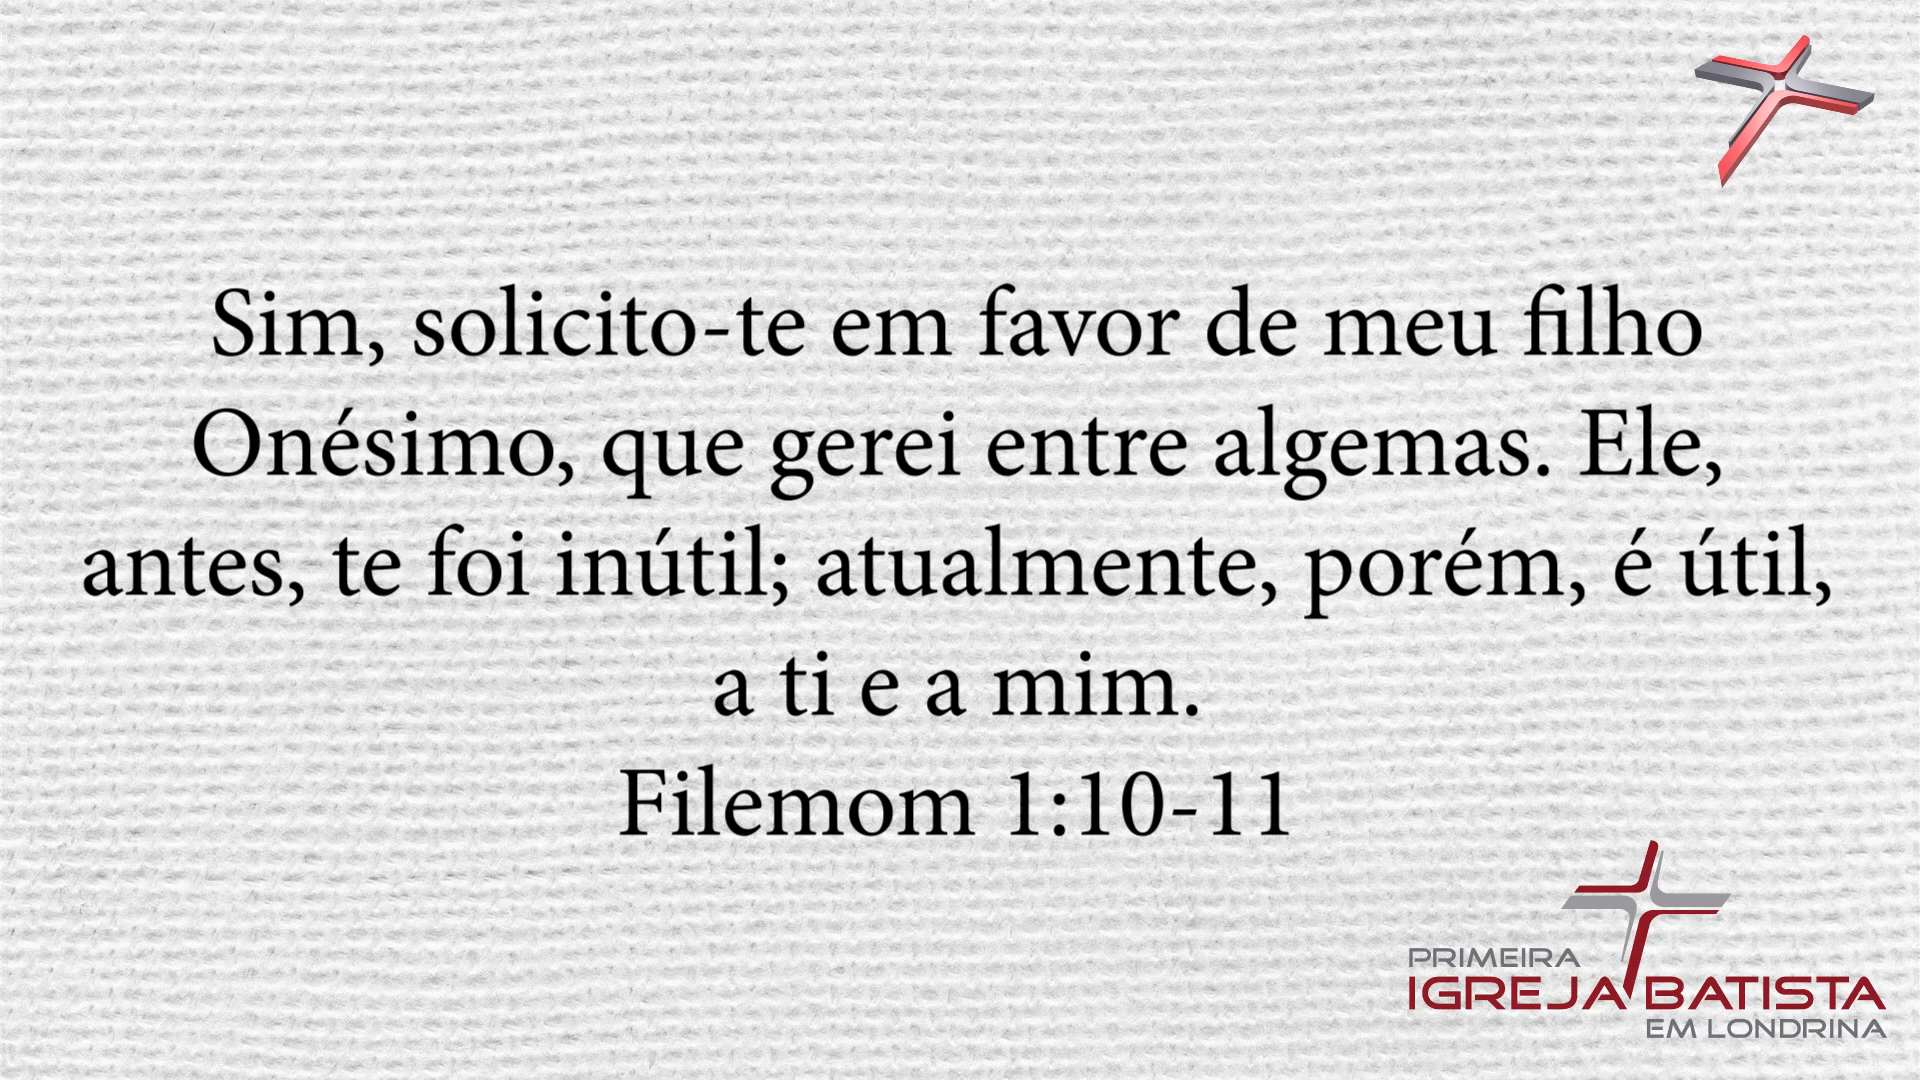 Sim, solicito-te em favor de meu filho
Onésimo, que gerei entre algemas. Ele,
antes, te foi inútil; atualmente, porém, é útil,
a ti e a mim.
Filemom 1:10-11
PRIMEIRA
IGREJA BATISTA
EM LONDRINA